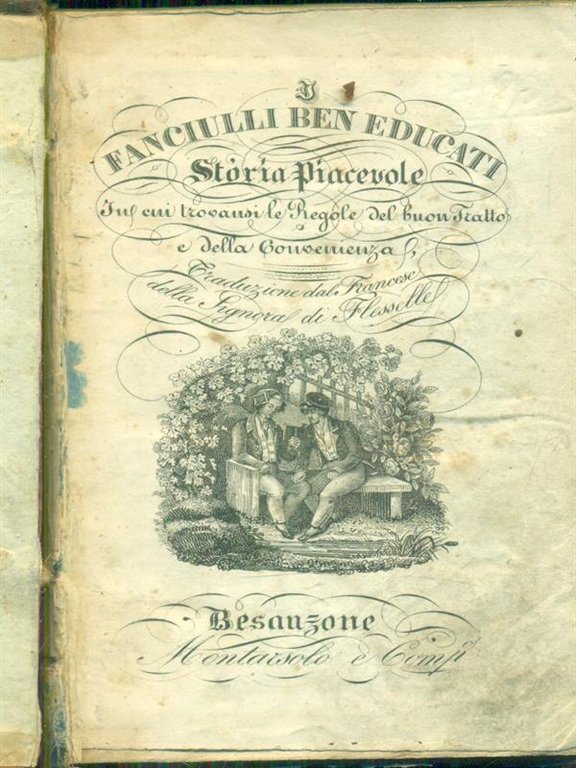 I
FANCIULLI BEN EDUCATI
Storia Piacevole
In cui trovansi le Regole del buon Tratto
e della Convenienza
Traduzione dal Francese
della Signora di Flesselle
Besanzone
Montarsolo e Comp.